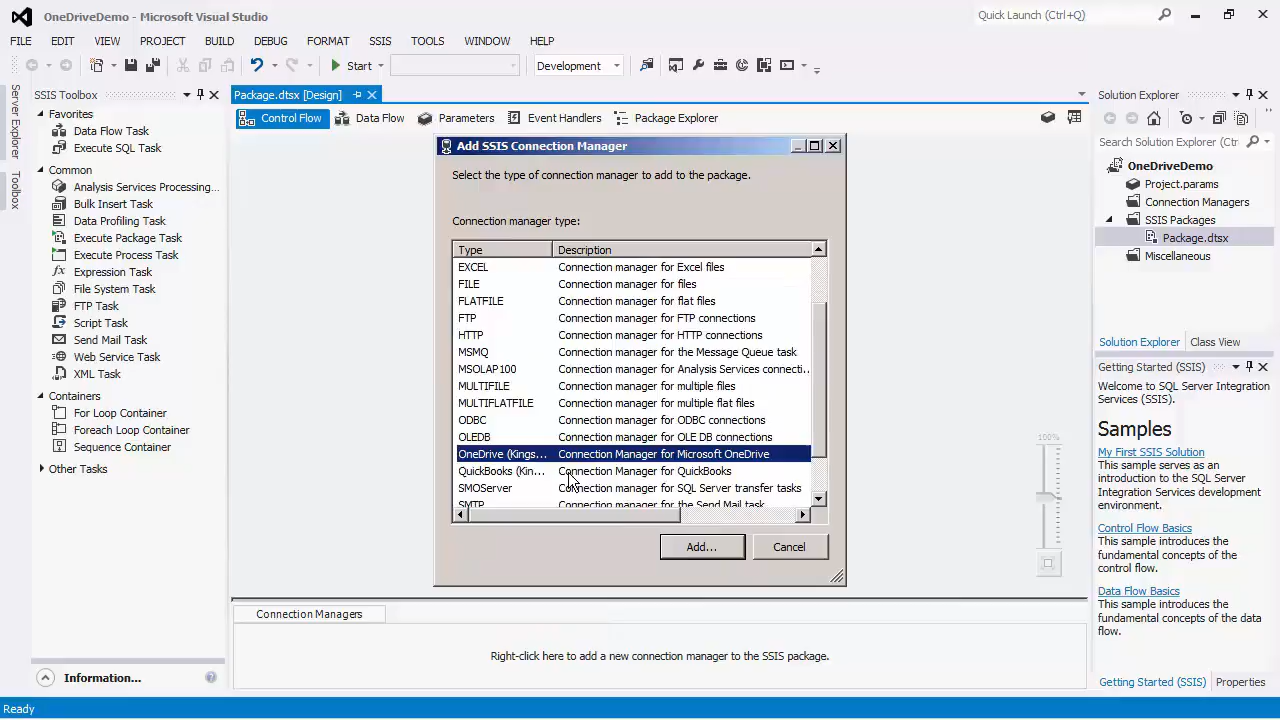 OneDriveDemo - Microsoft Visual Studio
Quick Launch (Ctrl+Q)
FILE EDIT VIEW PROJECT BUILD DEBUG FORMAT SSIS TOOLS WINDOW HELP
Start
Development
Server Explorer
Toolbox
SSIS Toolbox
Favorites
Data Flow Task
Execute SQL Task
Common
Analysis Services Processing...
Bulk Insert Task
Data Profiling Task
Execute Package Task
Execute Process Task
Expression Task
File System Task
FTP Task
Script Task
Send Mail Task
Web Service Task
XML Task
Containers
For Loop Container
Foreach Loop Container
Sequence Container
Other Tasks
Information...
Package.dtsx [Design]
Control Flow Data Flow Parameters Event Handlers Package Explorer
Add SSIS Connection Manager
Select the type of connection manager to add to the package.
Connection manager type:
Type Description
EXCEL Connection manager for Excel files
FILE Connection manager for files
FLATFILE Connection manager for flat files
FTP Connection manager for FTP connections
HTTP Connection manager for HTTP connections
MSMQ Connection manager for the Message Queue task
MSOLAP100 Connection manager for Analysis Services connecti..
MULTIFILE Connection manager for multiple files
MULTIFLATFILE Connection manager for multiple flat files
ODBC Connection manager for ODBC connections
OLEDB Connection manager for OLE DB connections
OneDrive (Kings... Connection Manager for Microsoft OneDrive
QuickBooks (Kin... Connection Manager for QuickBooks
SMOServer Connection manager for SQL Server transfer tasks
SMTP Connection manager for the Send Mail task
Add... Cancel
100%
Connection Managers
Right-click here to add a new connection manager to the SSIS package.
Solution Explorer
Search Solution Explorer (Ctr
OneDriveDemo
Project.params
Connection Managers
SSIS Packages
Package.dtsx
Miscellaneous
Solution Explorer Class View
Getting Started (SSIS)
Welcome to SQL Server Integration
Services (SSIS).
Samples
My First SSIS Solution
This sample serves as an
introduction to the SQL Server
Integration Services development
environment.
Control Flow Basics
This sample introduces the
fundamental concepts of the
control flow.
Data Flow Basics
This sample introduces the
fundamental concepts of the data
flow.
Getting Started (SSIS) Properties
Ready